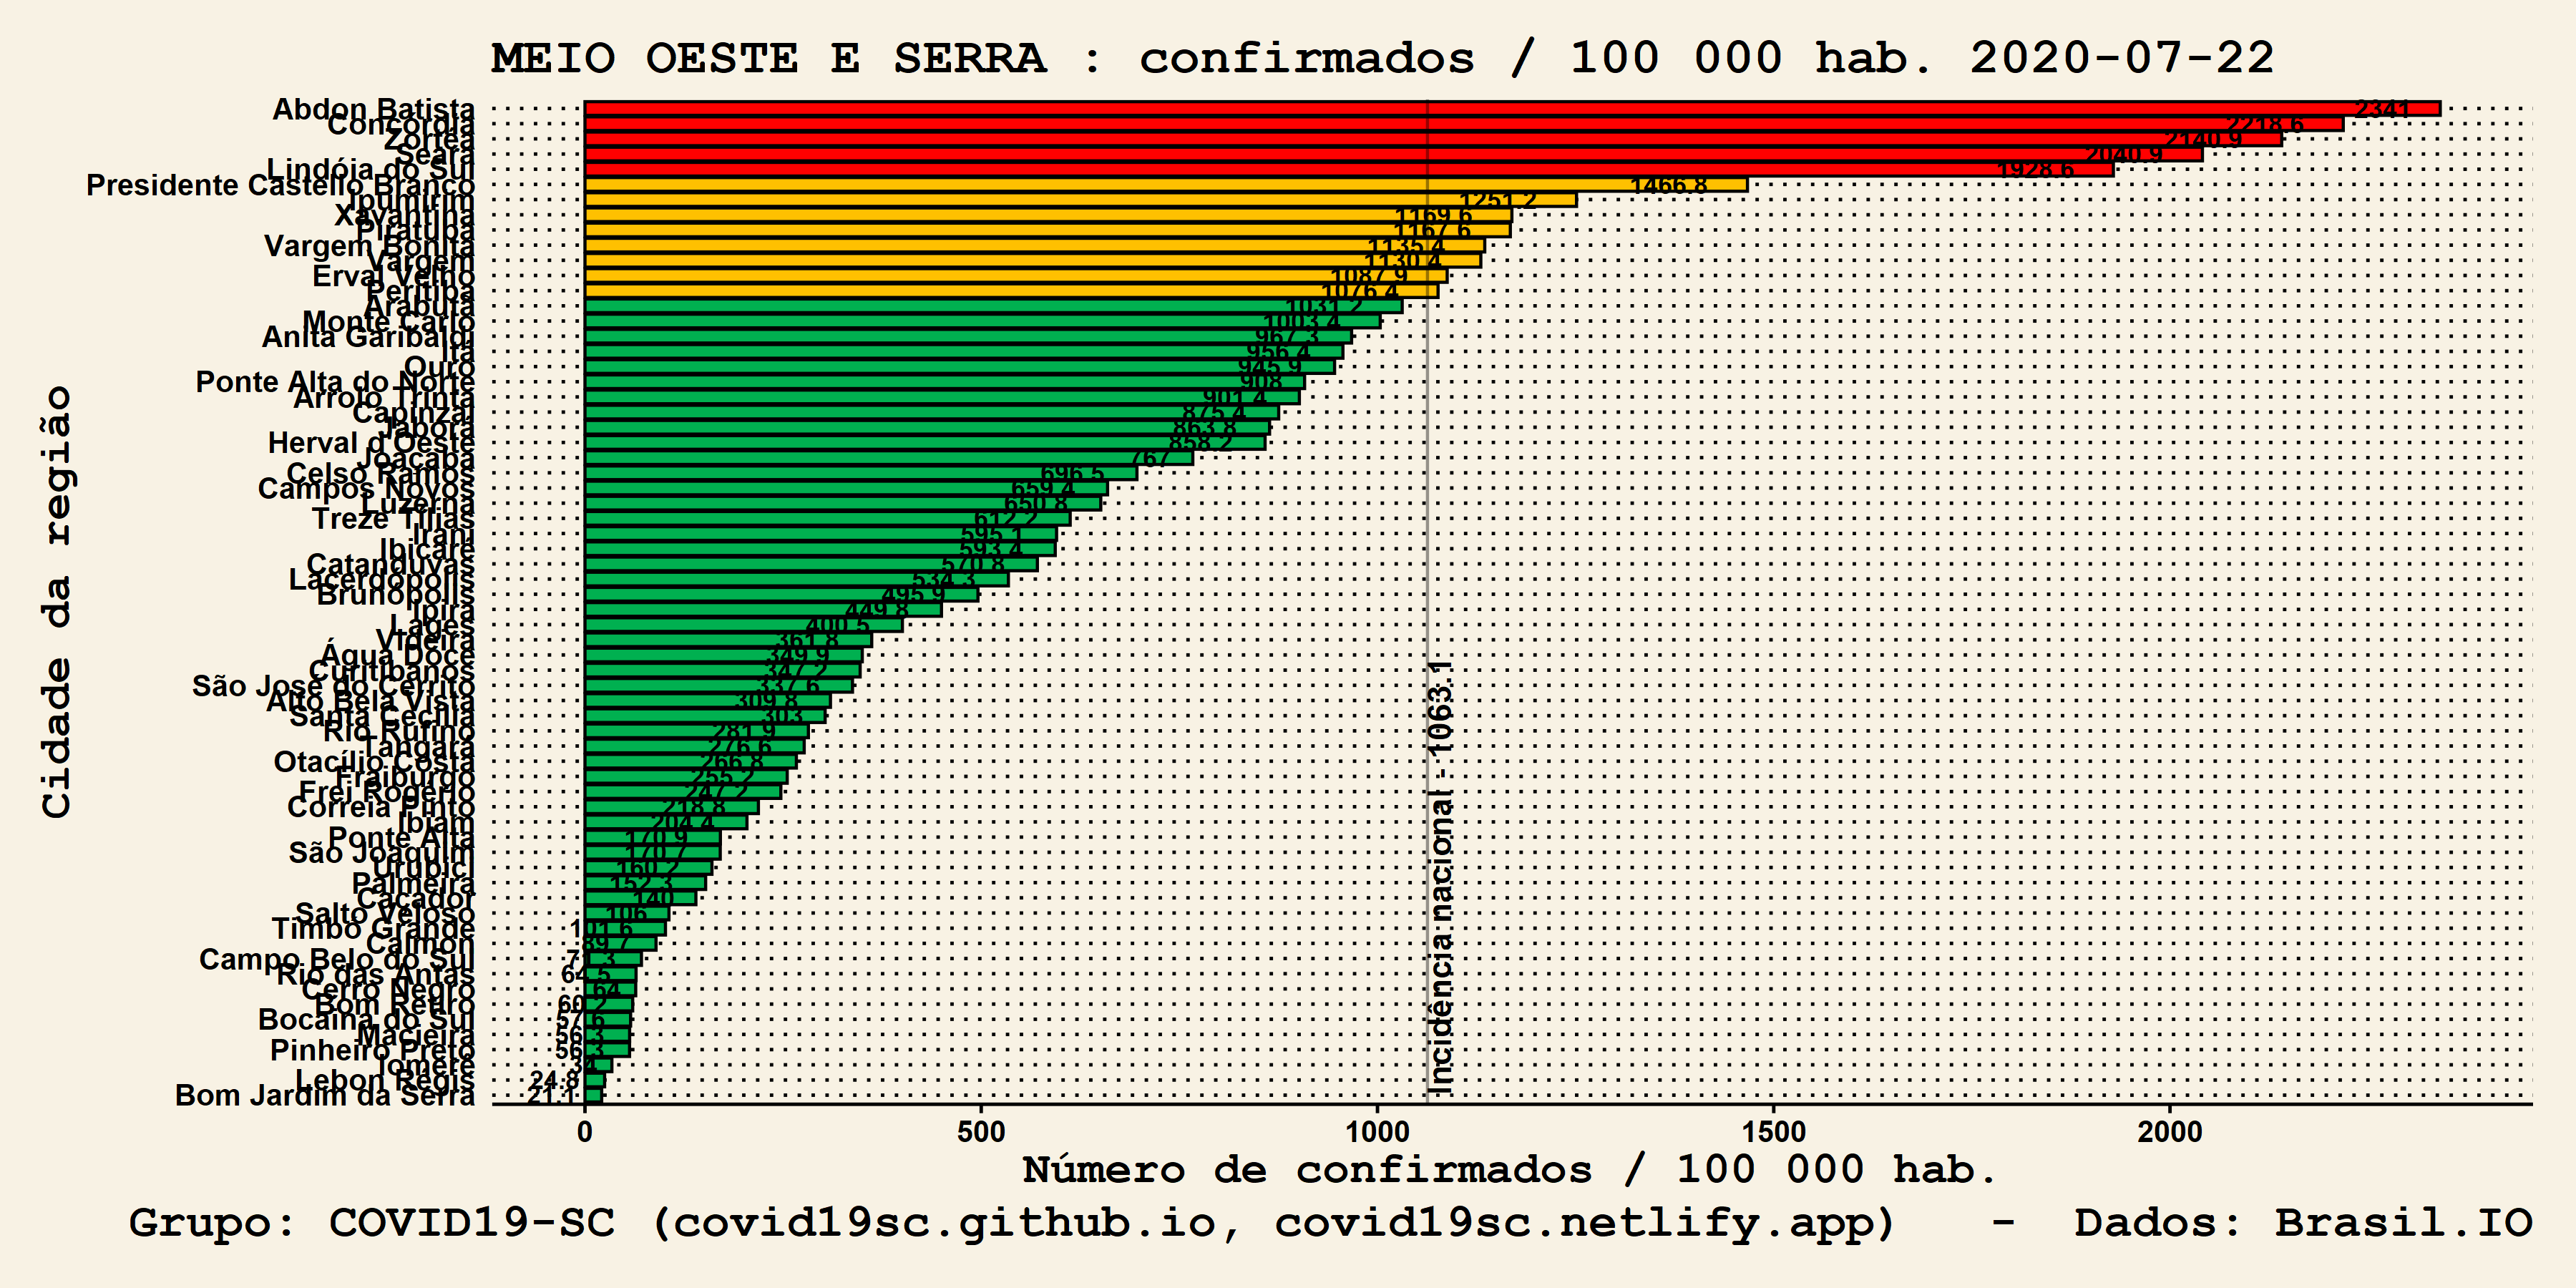 MEIO OESTE E SERRA : confirmados / 100 000 hab. 2020-07-22
Cidade da região
Abdon Batista 2341
Concórdia 2218.6
Zortéa 2140.9
Seara 2040.9
Lindóia do Sul 1928.6
Presidente Castello Branco 1466.8
Ipumirim 1251.2
Xavantina 1169.6
Piratuba 1167.6
Vargem Bonita 1135.4
Vargem 1130.4
Erval Velho 1087.9
Peritiba 1076.4
Arabutã 1031.2
Monte Carlo 1003.4
Anita Garibaldi 967.3
Itá 956.4
Ouro 945.9
Ponte Alta do Norte 908
Arroio Trinta 901.4
Capinzal 875.4
Jaborá 863.8
Herval d'Oeste 858.2
Joaçaba 767
Celso Ramos 696.5
Campos Novos 659.4
Luzerna 650.8
Treze Tílias 612.2
Irani 595.1
Ibicaré 593.4
Catanduvas 570.8
Lacerdópolis 534.3
Brunópolis 495.9
Ipira 449.8
Lages 400.5
Videira 361.8
Água Doce 349.9
Curitibanos 347.2
São José do Cerrito 337.6
Alto Bela Vista 309.8
Santa Cecília 303
Rio Rufino 281.9
Tangará 276.6
Otacílio Costa 266.8
Fraiburgo 255.2
Frei Rogério 247.2
Correia Pinto 218.8
Ibiam 204.4
Ponte Alta 170.9
São Joaquim 170.7
Urubici 160.2
Palmeira 152.3
Caçador 140
Salto Veloso 106
Timbó Grande 101.6
Calmon 89.7
Campo Belo do Sul 71.3
Rio das Antas 64.5
Cerro Negro 64
Bom Retiro 60.2
Bocaina do Sul 57.6
Macieira 56.3
Pinheiro Preto 56.3
Iomerê 34
Lebon Régis 24.8
Bom Jardim da Serra 21.1
Incidência nacional - 1063.1
0 500 1000 1500 2000
Número de confirmados / 100 000 hab.
Grupo: COVID19-SC (covid19sc.github.io, covid19sc.netlify.app) - Dados: Brasil.IO